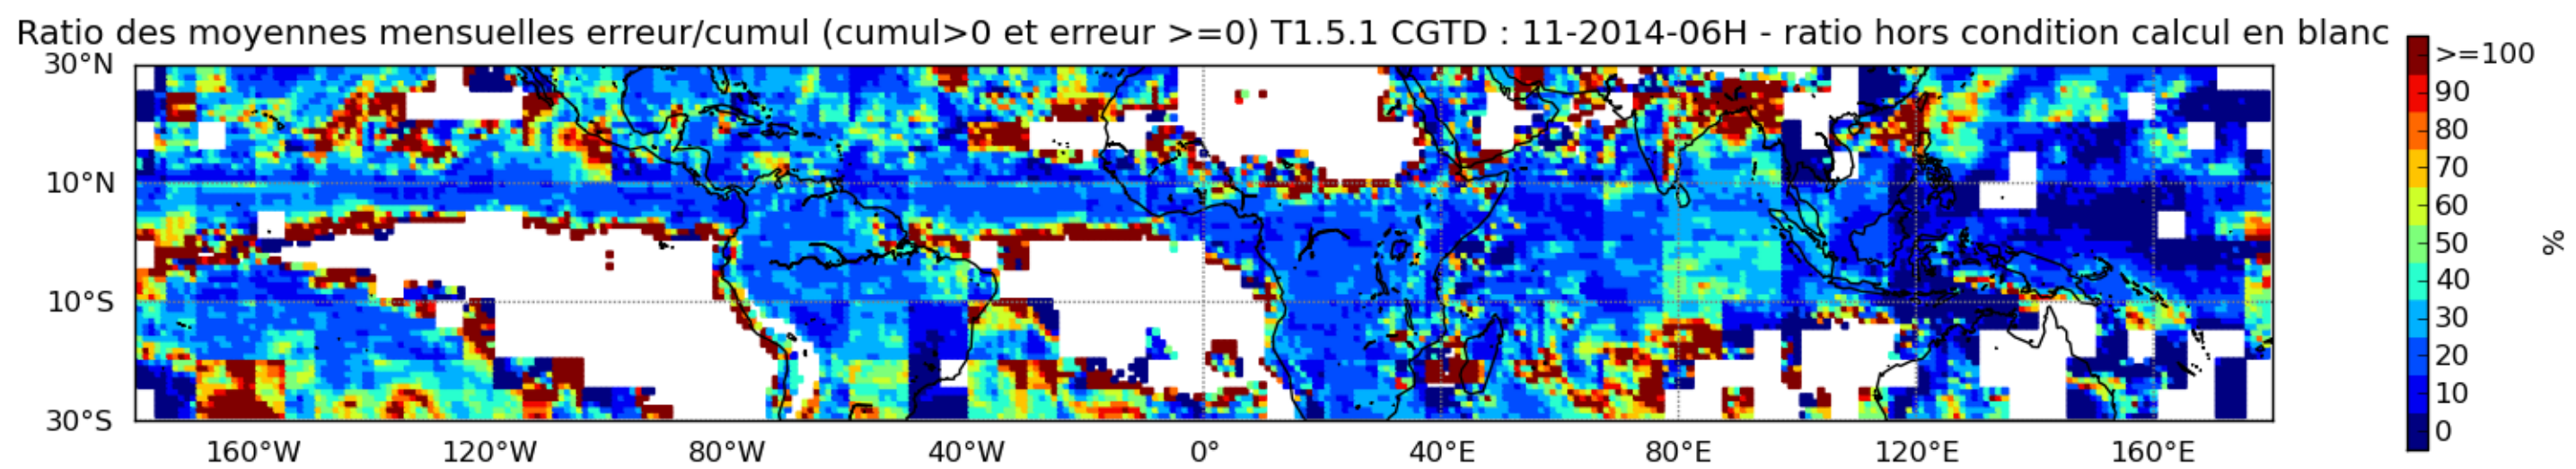 Ratio des moyennes mensuelles erreur/cumul (cumul>0 et erreur >=0) T1.5.1 CGTD : 11-2014-06H - ratio hors condition calcul en blanc
30°N
10°N
10°S
30°S
160°W 120°W 80°W 40°W 0° 40°E 80°E 120°E 160°E
>=100
90
80
70
60
50
40
30
20
10
0
%